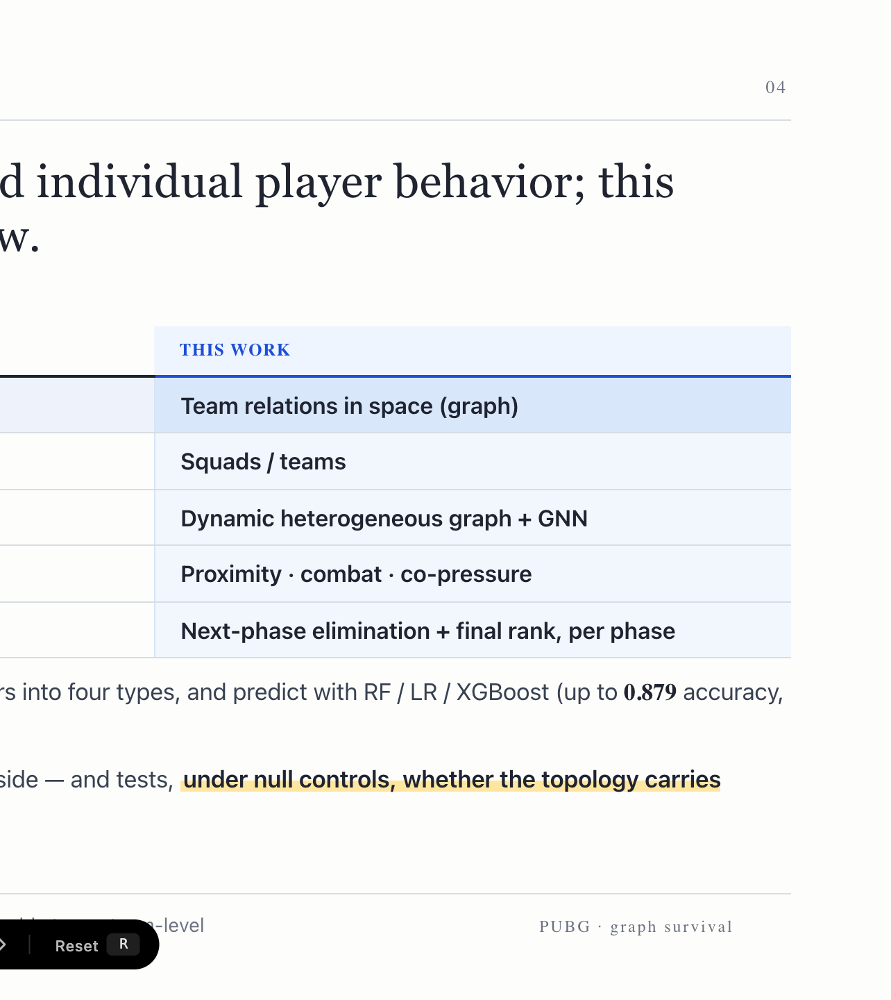 04
d individual player behavior; this
w.
THIS WORK
Team relations in space (graph)
Squads / teams
Dynamic heterogeneous graph + GNN
Proximity · combat · co-pressure
Next-phase elimination + final rank, per phase
rs into four types, and predict with RF / LR / XGBoost (up to 0.879 accuracy,
side — and tests, under null controls, whether the topology carries
-level
PUBG · graph survival
Reset R